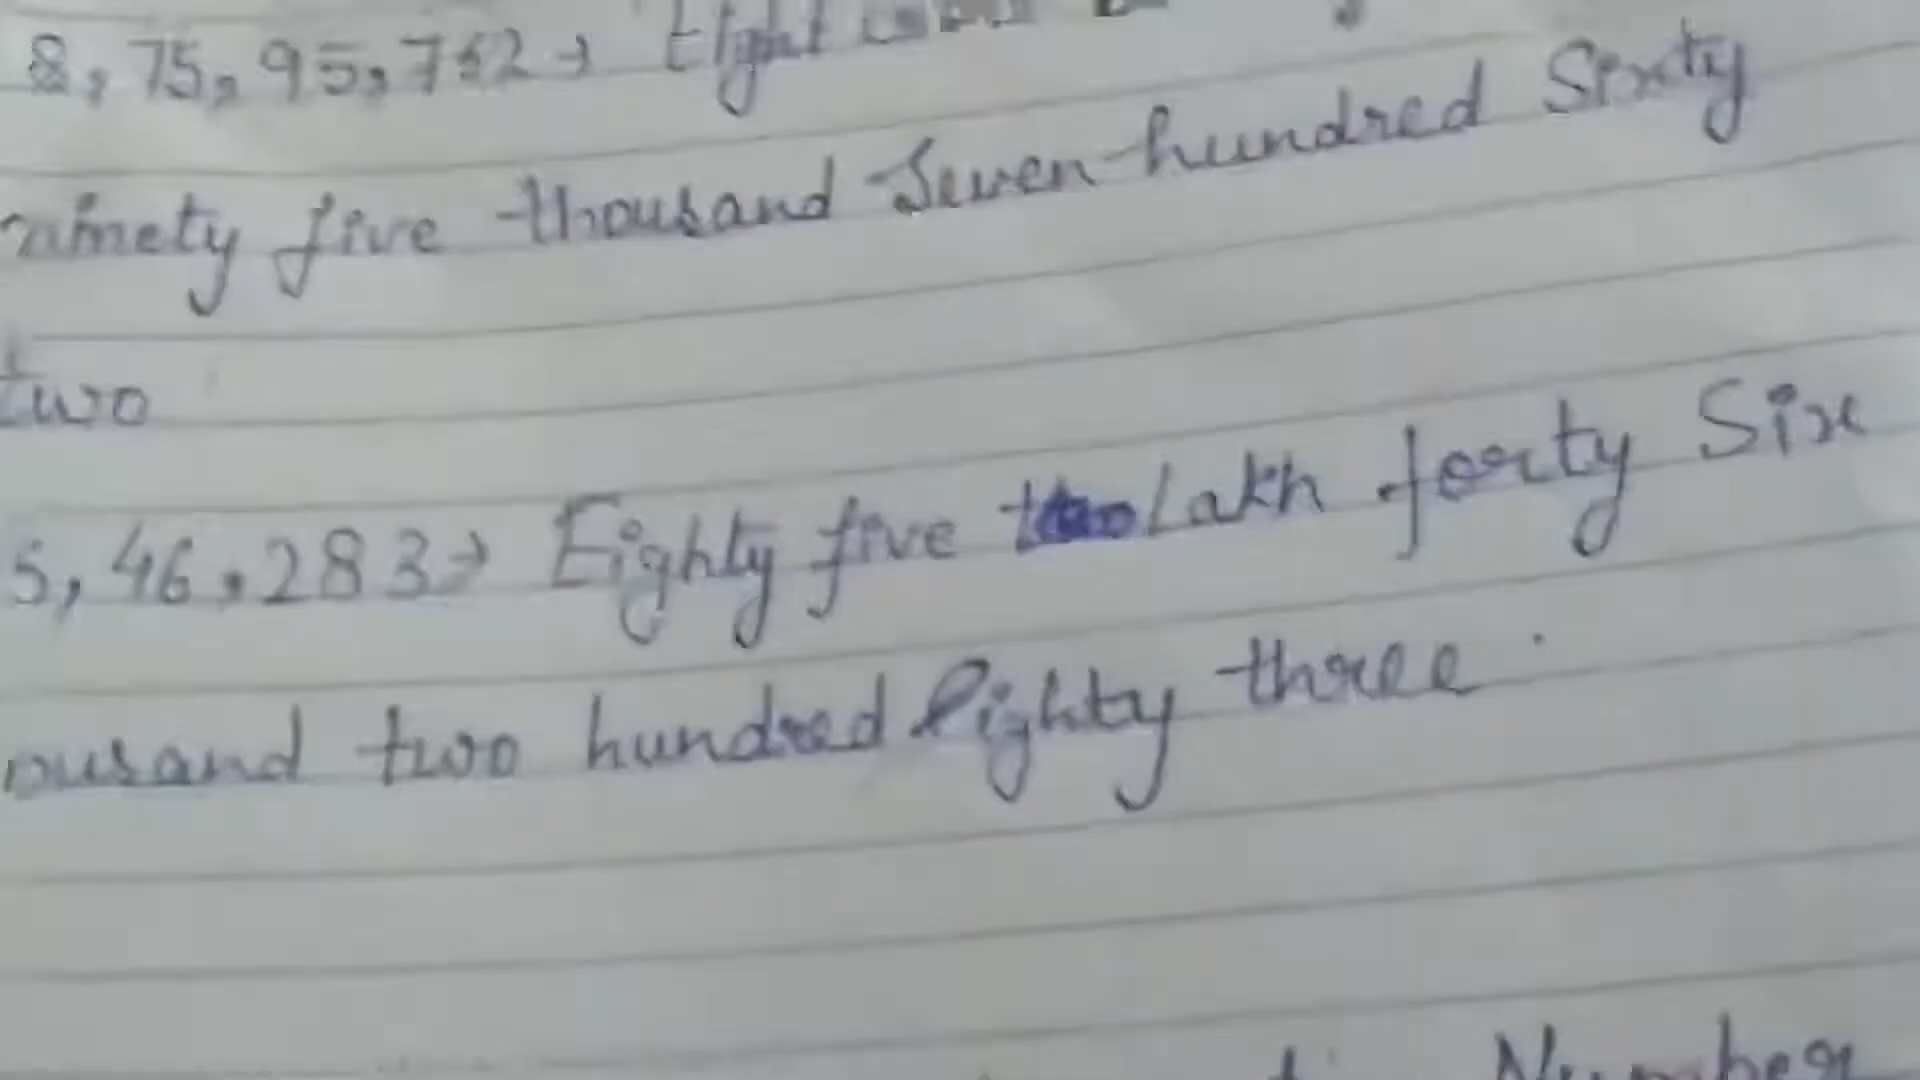 8,75,95,762→ Eight
ninety five thousand Seven hundred Sixty
two
5,46,283→ Eighty five Lakh forty Six
ousand two hundred Eighty three.
Number